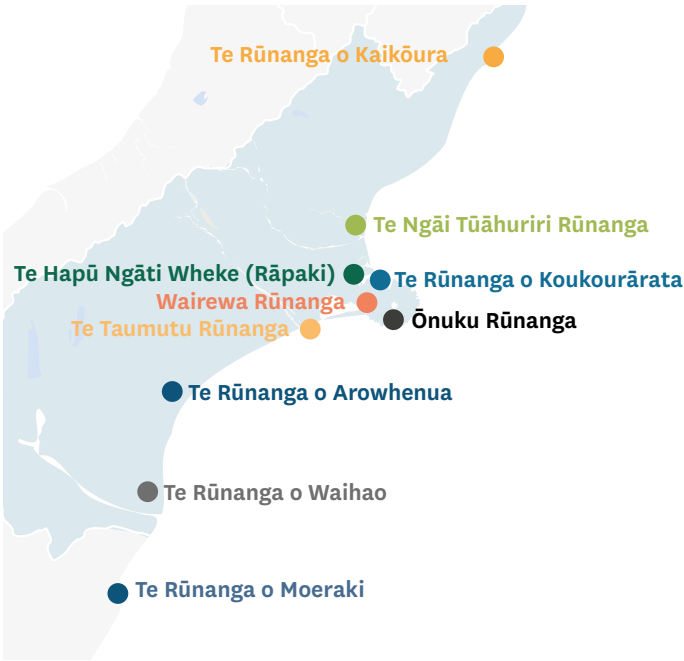 Te Rūnanga o Kaikōura
Te Ngāi Tūāhuriri Rūnanga
Te Hapū Ngāti Wheke (Rāpaki)
Te Rūnanga o Koukourārata
Wairewa Rūnanga
Ōnuku Rūnanga
Te Taumutu Rūnanga
Te Rūnanga o Arowhenua
Te Rūnanga o Waihao
Te Rūnanga o Moeraki